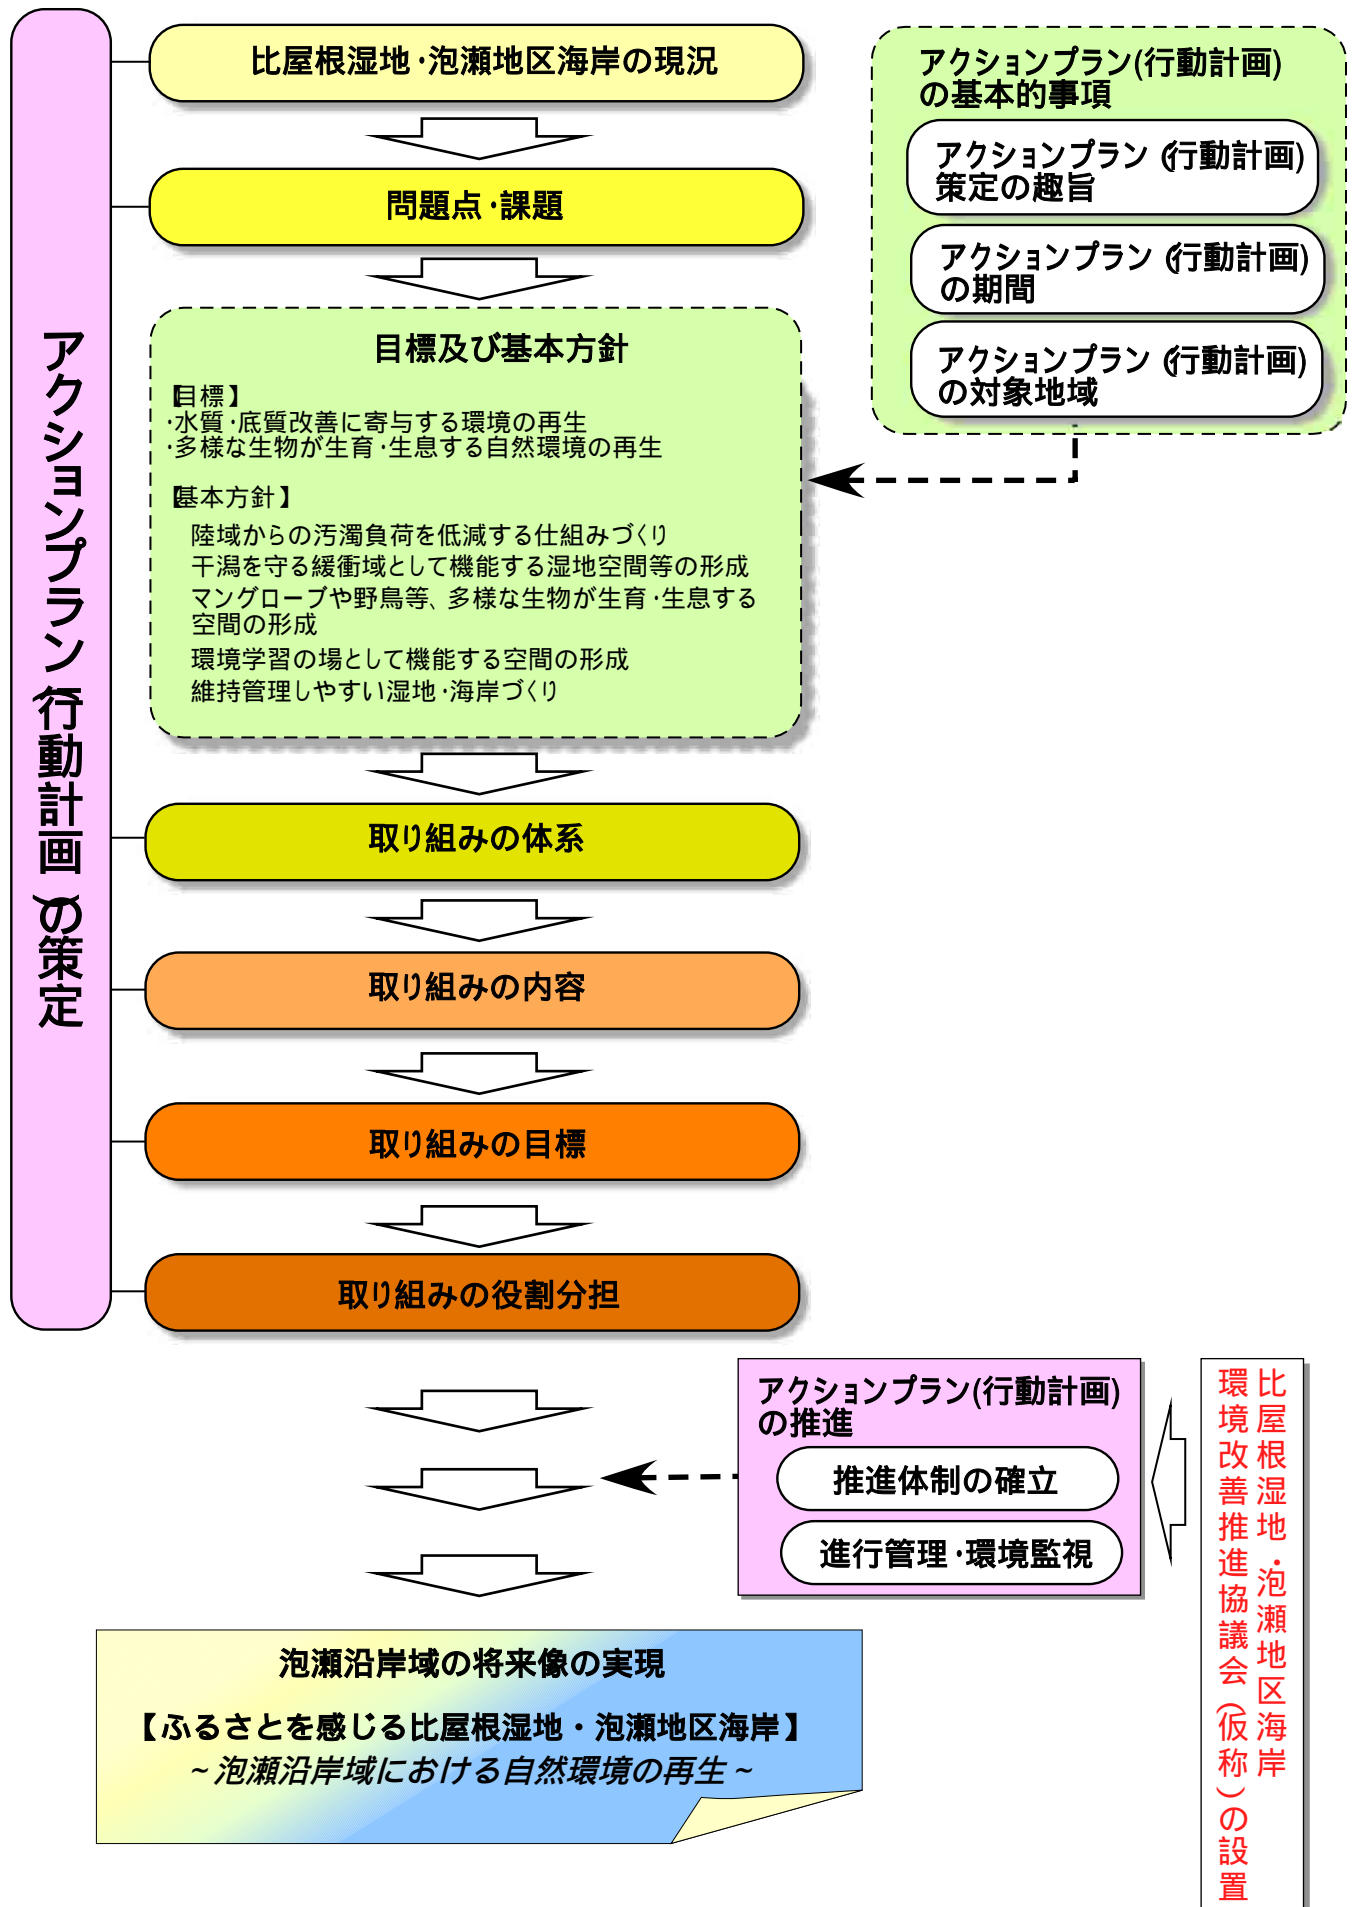 アクションプラン(行動計画)の策定
比屋根湿地・泡瀬地区海岸の現況
問題点・課題
目標及び基本方針
【目標】
・水質・底質改善に寄与する環境の再生
・多様な生物が生育・生息する自然環境の再生
【基本方針】
陸域からの汚濁負荷を低減する仕組みづくり
干潟を守る緩衝域として機能する湿地空間等の形成
マングローブや野鳥等、多様な生物が生育・生息する
空間の形成
環境学習の場として機能する空間の形成
維持管理しやすい湿地・海岸づくり
取り組みの体系
取り組みの内容
取り組みの目標
取り組みの役割分担
アクションプラン(行動計画)
の基本的事項
アクションプラン(行動計画)
策定の趣旨
アクションプラン(行動計画)
の期間
アクションプラン(行動計画)
の対象地域
アクションプラン(行動計画)
の推進
推進体制の確立
進行管理・環境監視
比屋根湿地・泡瀬地区海岸
環境改善推進協議会(仮称)の設置
泡瀬沿岸域の将来像の実現
【ふるさとを感じる比屋根湿地・泡瀬地区海岸】
~泡瀬沿岸域における自然環境の再生~